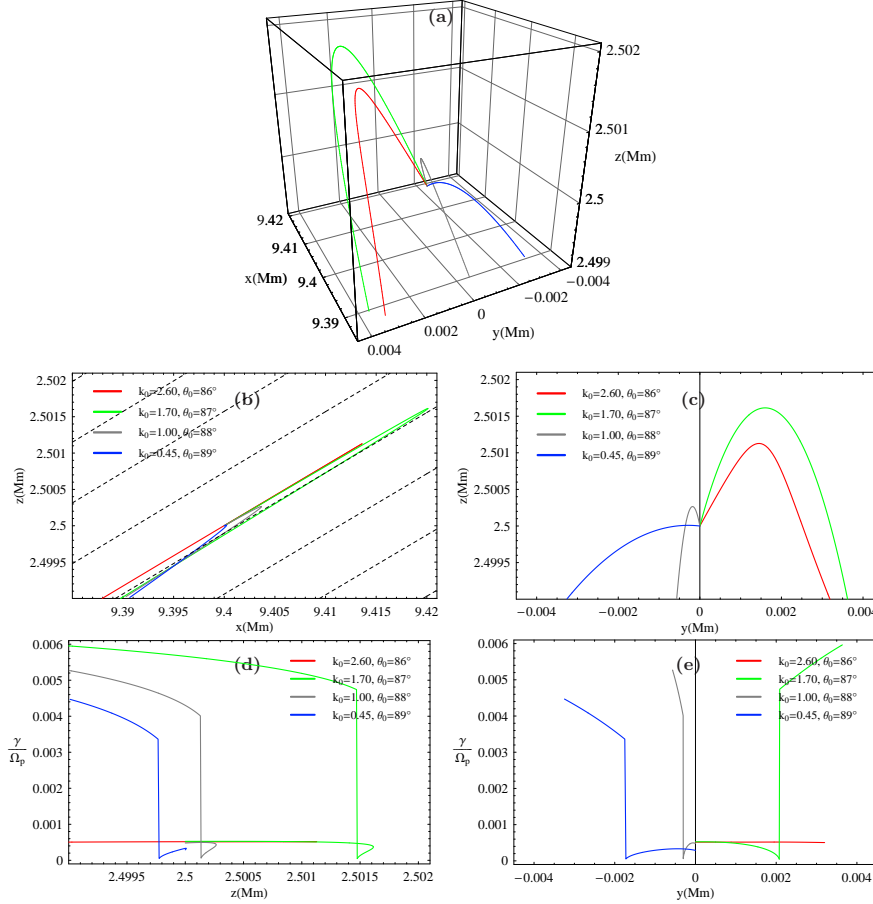 (a)
2.502
2.501
z(Mm)
2.5
2.499
9.42
9.41
x(Mm)
9.4
9.39
0.004
0.002
0
-0.002
-0.004
y(Mm)
2.502
2.5015
2.501
2.5005
2.5
2.4995
z(Mm)
k₀=2.60, θ₀=86°
k₀=1.70, θ₀=87°
k₀=1.00, θ₀=88°
k₀=0.45, θ₀=89°
(b)
9.39 9.395 9.4 9.405 9.41 9.415 9.42
x(Mm)
2.502
2.5015
2.501
2.5005
2.5
2.4995
z(Mm)
k₀=2.60, θ₀=86°
k₀=1.70, θ₀=87°
k₀=1.00, θ₀=88°
k₀=0.45, θ₀=89°
(c)
-0.004 -0.002 0 0.002 0.004
y(Mm)
0.006
0.005
0.004
0.003
0.002
0.001
0
γ
Ωₚ
(d)
k₀=2.60, θ₀=86°
k₀=1.70, θ₀=87°
k₀=1.00, θ₀=88°
k₀=0.45, θ₀=89°
2.4995 2.5 2.5005 2.501 2.5015 2.502
z(Mm)
0.006
0.005
0.004
0.003
0.002
0.001
0
γ
Ωₚ
(e)
k₀=2.60, θ₀=86°
k₀=1.70, θ₀=87°
k₀=1.00, θ₀=88°
k₀=0.45, θ₀=89°
-0.004 -0.002 0 0.002 0.004
y(Mm)